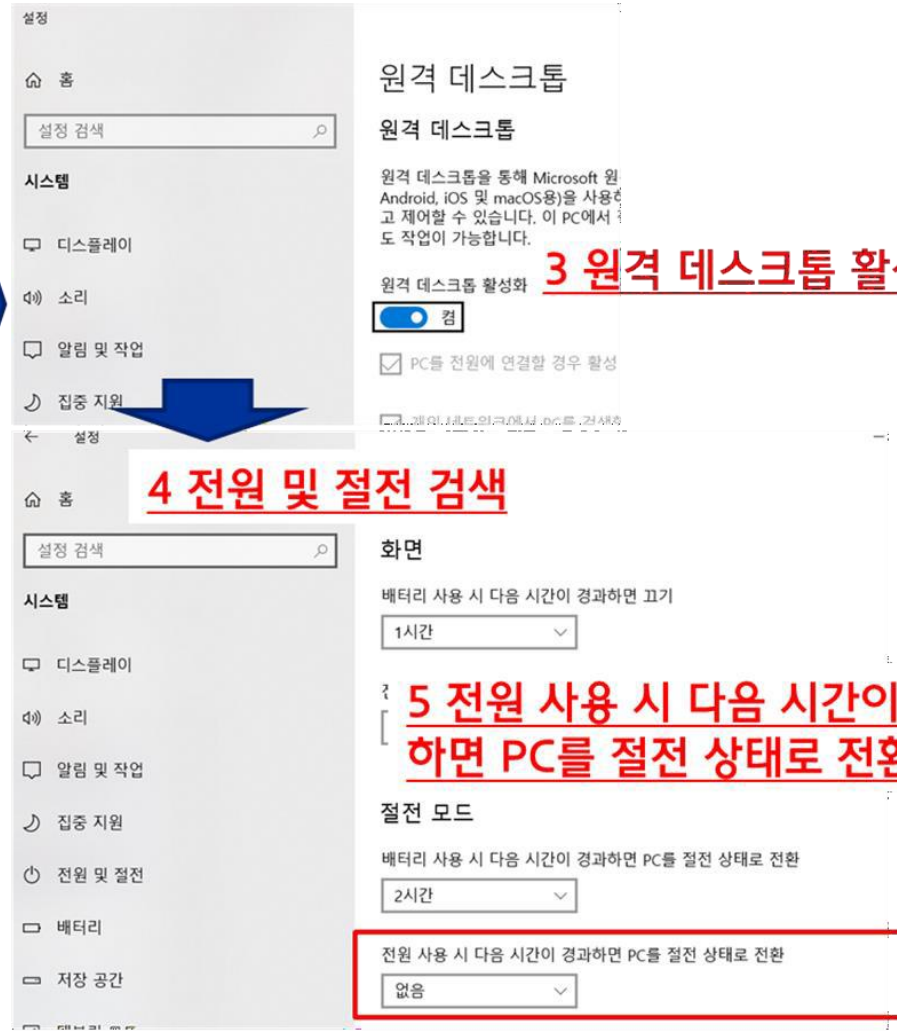 설정
홈
설정 검색
시스템
디스플레이
소리
알림 및 작업
집중 지원
원격 데스크톱
원격 데스크톱
원격 데스크톱을 통해 Microsoft 원
Android, iOS 및 macOS용)을 사용하
고 제어할 수 있습니다. 이 PC에서
도 작업이 가능합니다.
원격 데스크톱 활성화
3 원격 데스크톱 활
켬
PC를 전원에 연결할 경우 활성
설정
4 전원 및 절전 검색
홈
설정 검색
시스템
디스플레이
소리
알림 및 작업
집중 지원
전원 및 절전
배터리
저장 공간
화면
배터리 사용 시 다음 시간이 경과하면 끄기
1시간
5 전원 사용 시 다음 시간이
하면 PC를 절전 상태로 전환
절전 모드
배터리 사용 시 다음 시간이 경과하면 PC를 절전 상태로 전환
2시간
전원 사용 시 다음 시간이 경과하면 PC를 절전 상태로 전환
없음